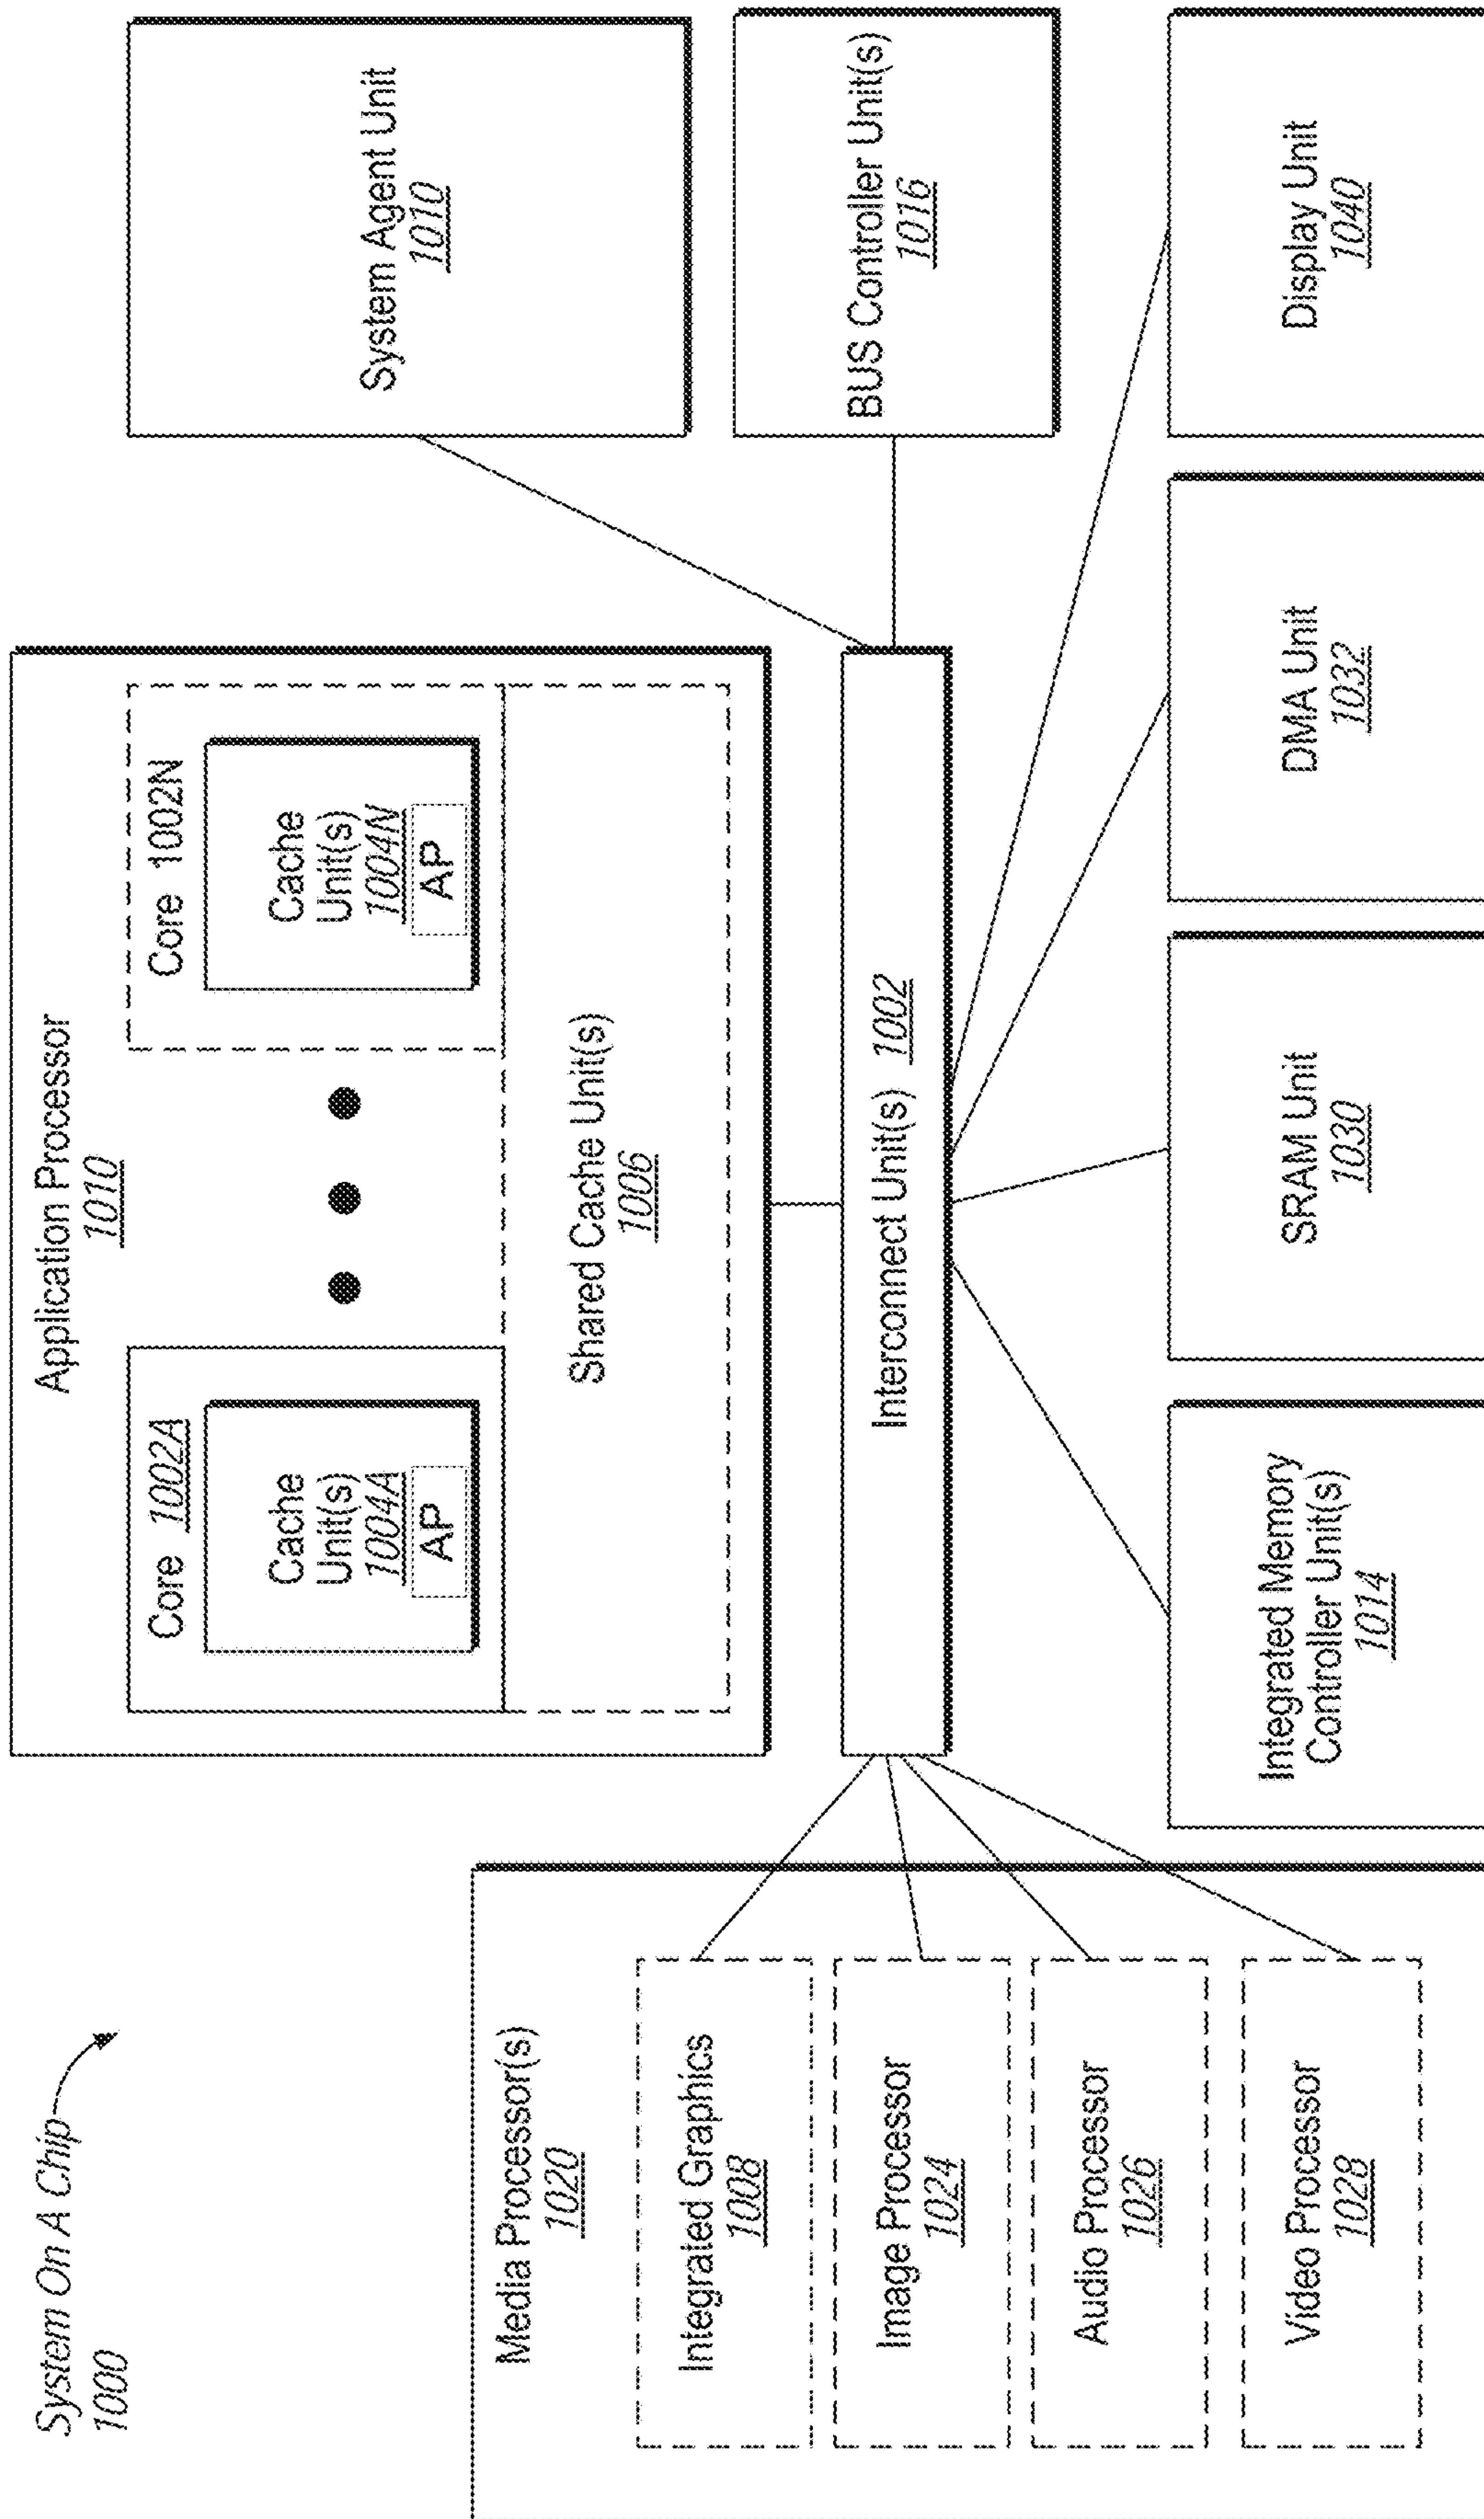 System On A Chip
1000
Application Processor
1010
Core 1002A
Cache
Unit(s)
1004A
AP
Core 1002N
Cache
Unit(s)
1004N
AP
Shared Cache Unit(s)
1006
System Agent Unit
1010
Media Processor(s)
1020
Integrated Graphics
1008
Image Processor
1024
Audio Processor
1026
Video Processor
1028
Interconnect Unit(s) 1002
BUS Controller Unit(s)
1016
Integrated Memory
Controller Unit(s)
1014
SRAM Unit
1030
DMA Unit
1032
Display Unit
1040